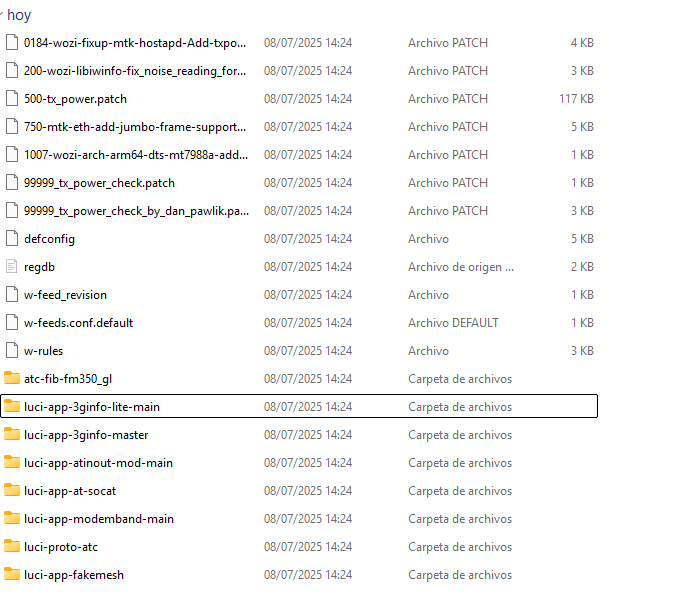 hoy
0184-wozi-fixup-mtk-hostapd-Add-txpo... 08/07/2025 14:24 Archivo PATCH 4 KB
200-wozi-libiwinfo-fix_noise_reading_for... 08/07/2025 14:24 Archivo PATCH 3 KB
500-tx_power.patch 08/07/2025 14:24 Archivo PATCH 117 KB
750-mtk-eth-add-jumbo-frame-support... 08/07/2025 14:24 Archivo PATCH 5 KB
1007-wozi-arch-arm64-dts-mt7988a-add... 08/07/2025 14:24 Archivo PATCH 1 KB
99999_tx_power_check.patch 08/07/2025 14:24 Archivo PATCH 1 KB
99999_tx_power_check_by_dan_pawlik.pa... 08/07/2025 14:24 Archivo PATCH 3 KB
defconfig 08/07/2025 14:24 Archivo 5 KB
regdb 08/07/2025 14:24 Archivo de origen ... 2 KB
w-feed_revision 08/07/2025 14:24 Archivo 1 KB
w-feeds.conf.default 08/07/2025 14:24 Archivo DEFAULT 1 KB
w-rules 08/07/2025 14:24 Archivo 3 KB
atc-fib-fm350_gl 08/07/2025 14:24 Carpeta de archivos
luci-app-3ginfo-lite-main 08/07/2025 14:24 Carpeta de archivos
luci-app-3ginfo-master 08/07/2025 14:24 Carpeta de archivos
luci-app-atinout-mod-main 08/07/2025 14:24 Carpeta de archivos
luci-app-at-socat 08/07/2025 14:24 Carpeta de archivos
luci-app-modemband-main 08/07/2025 14:24 Carpeta de archivos
luci-proto-atc 08/07/2025 14:24 Carpeta de archivos
luci-app-fakemesh 08/07/2025 14:24 Carpeta de archivos